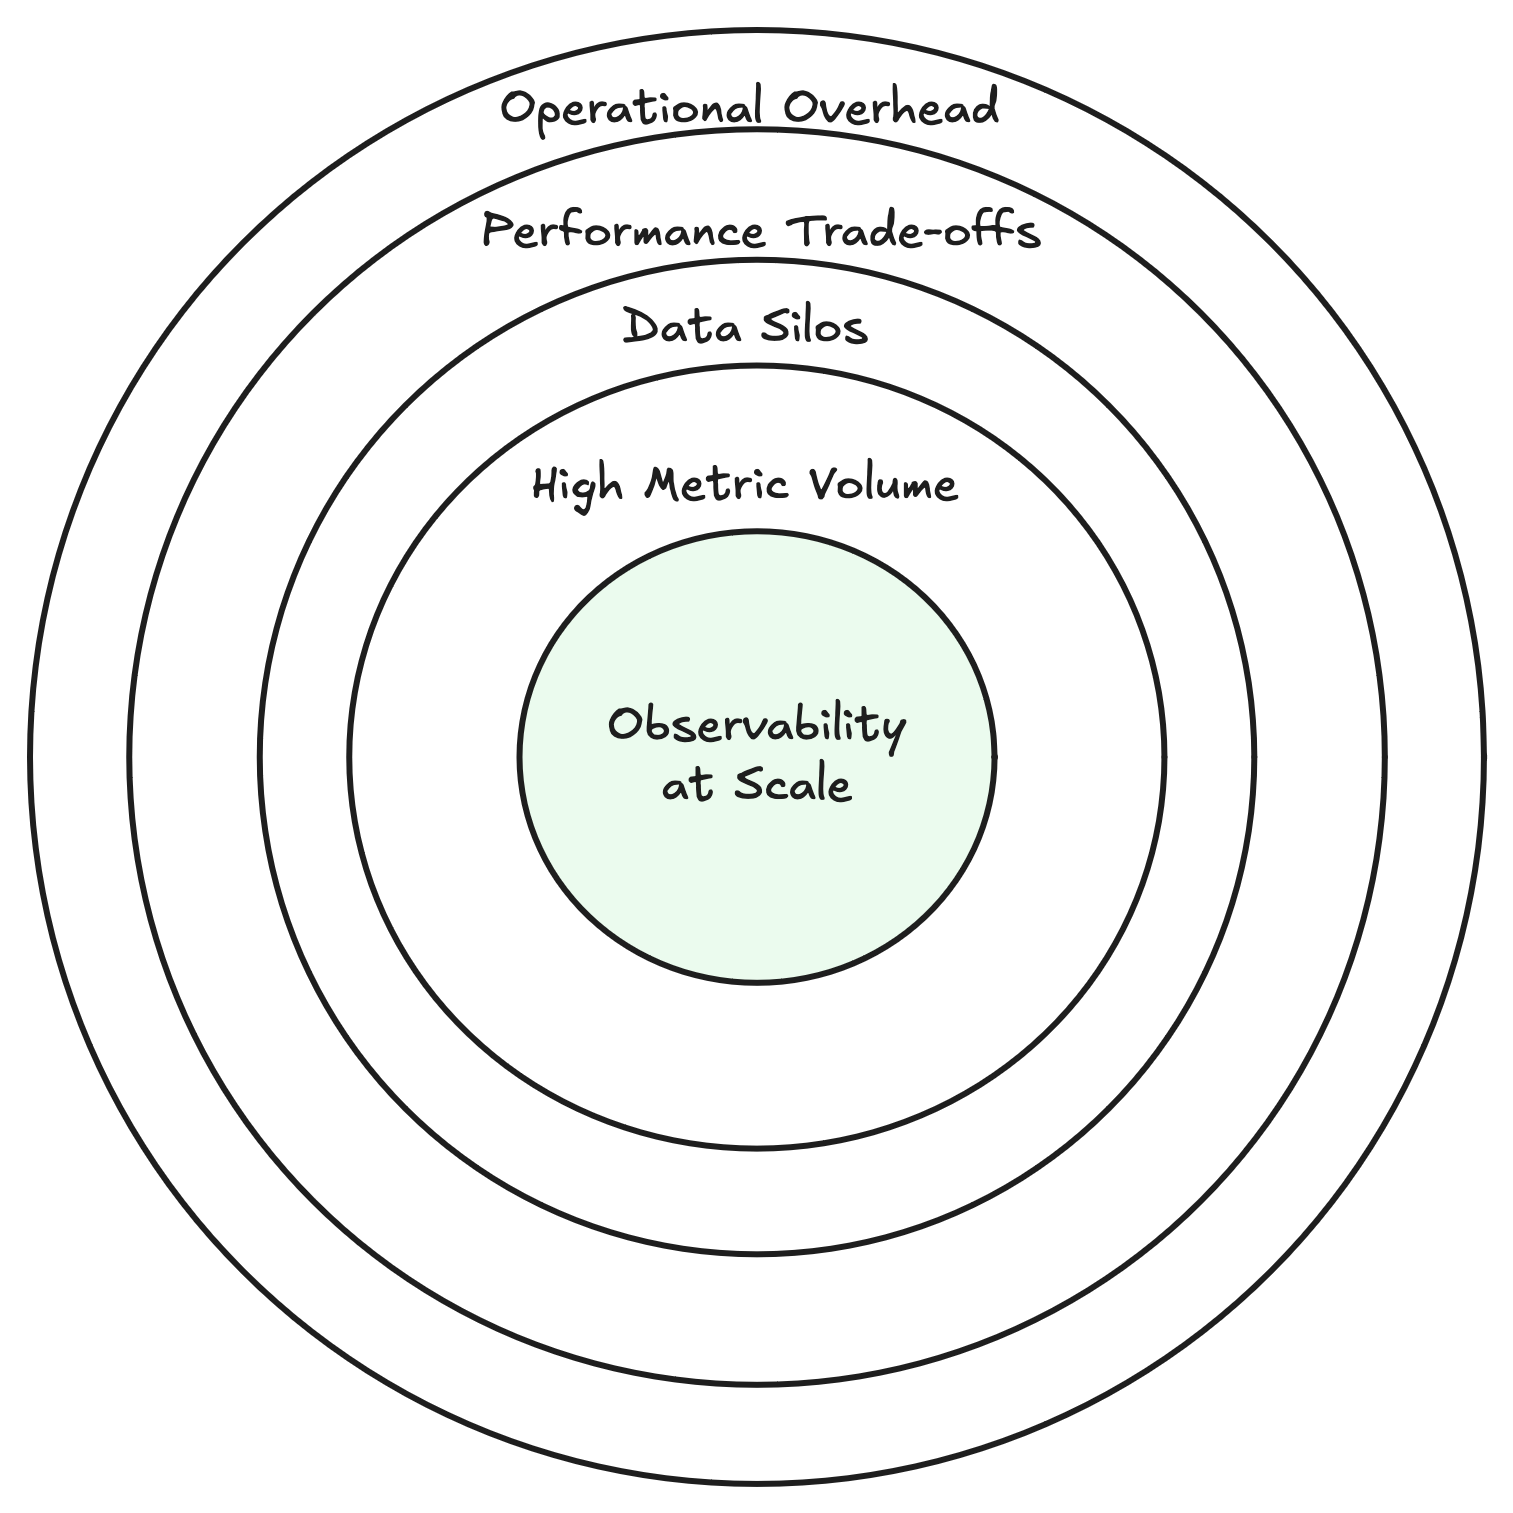 Operational Overhead
Performance Trade-offs
Data Silos
High Metric Volume
Observability
at Scale